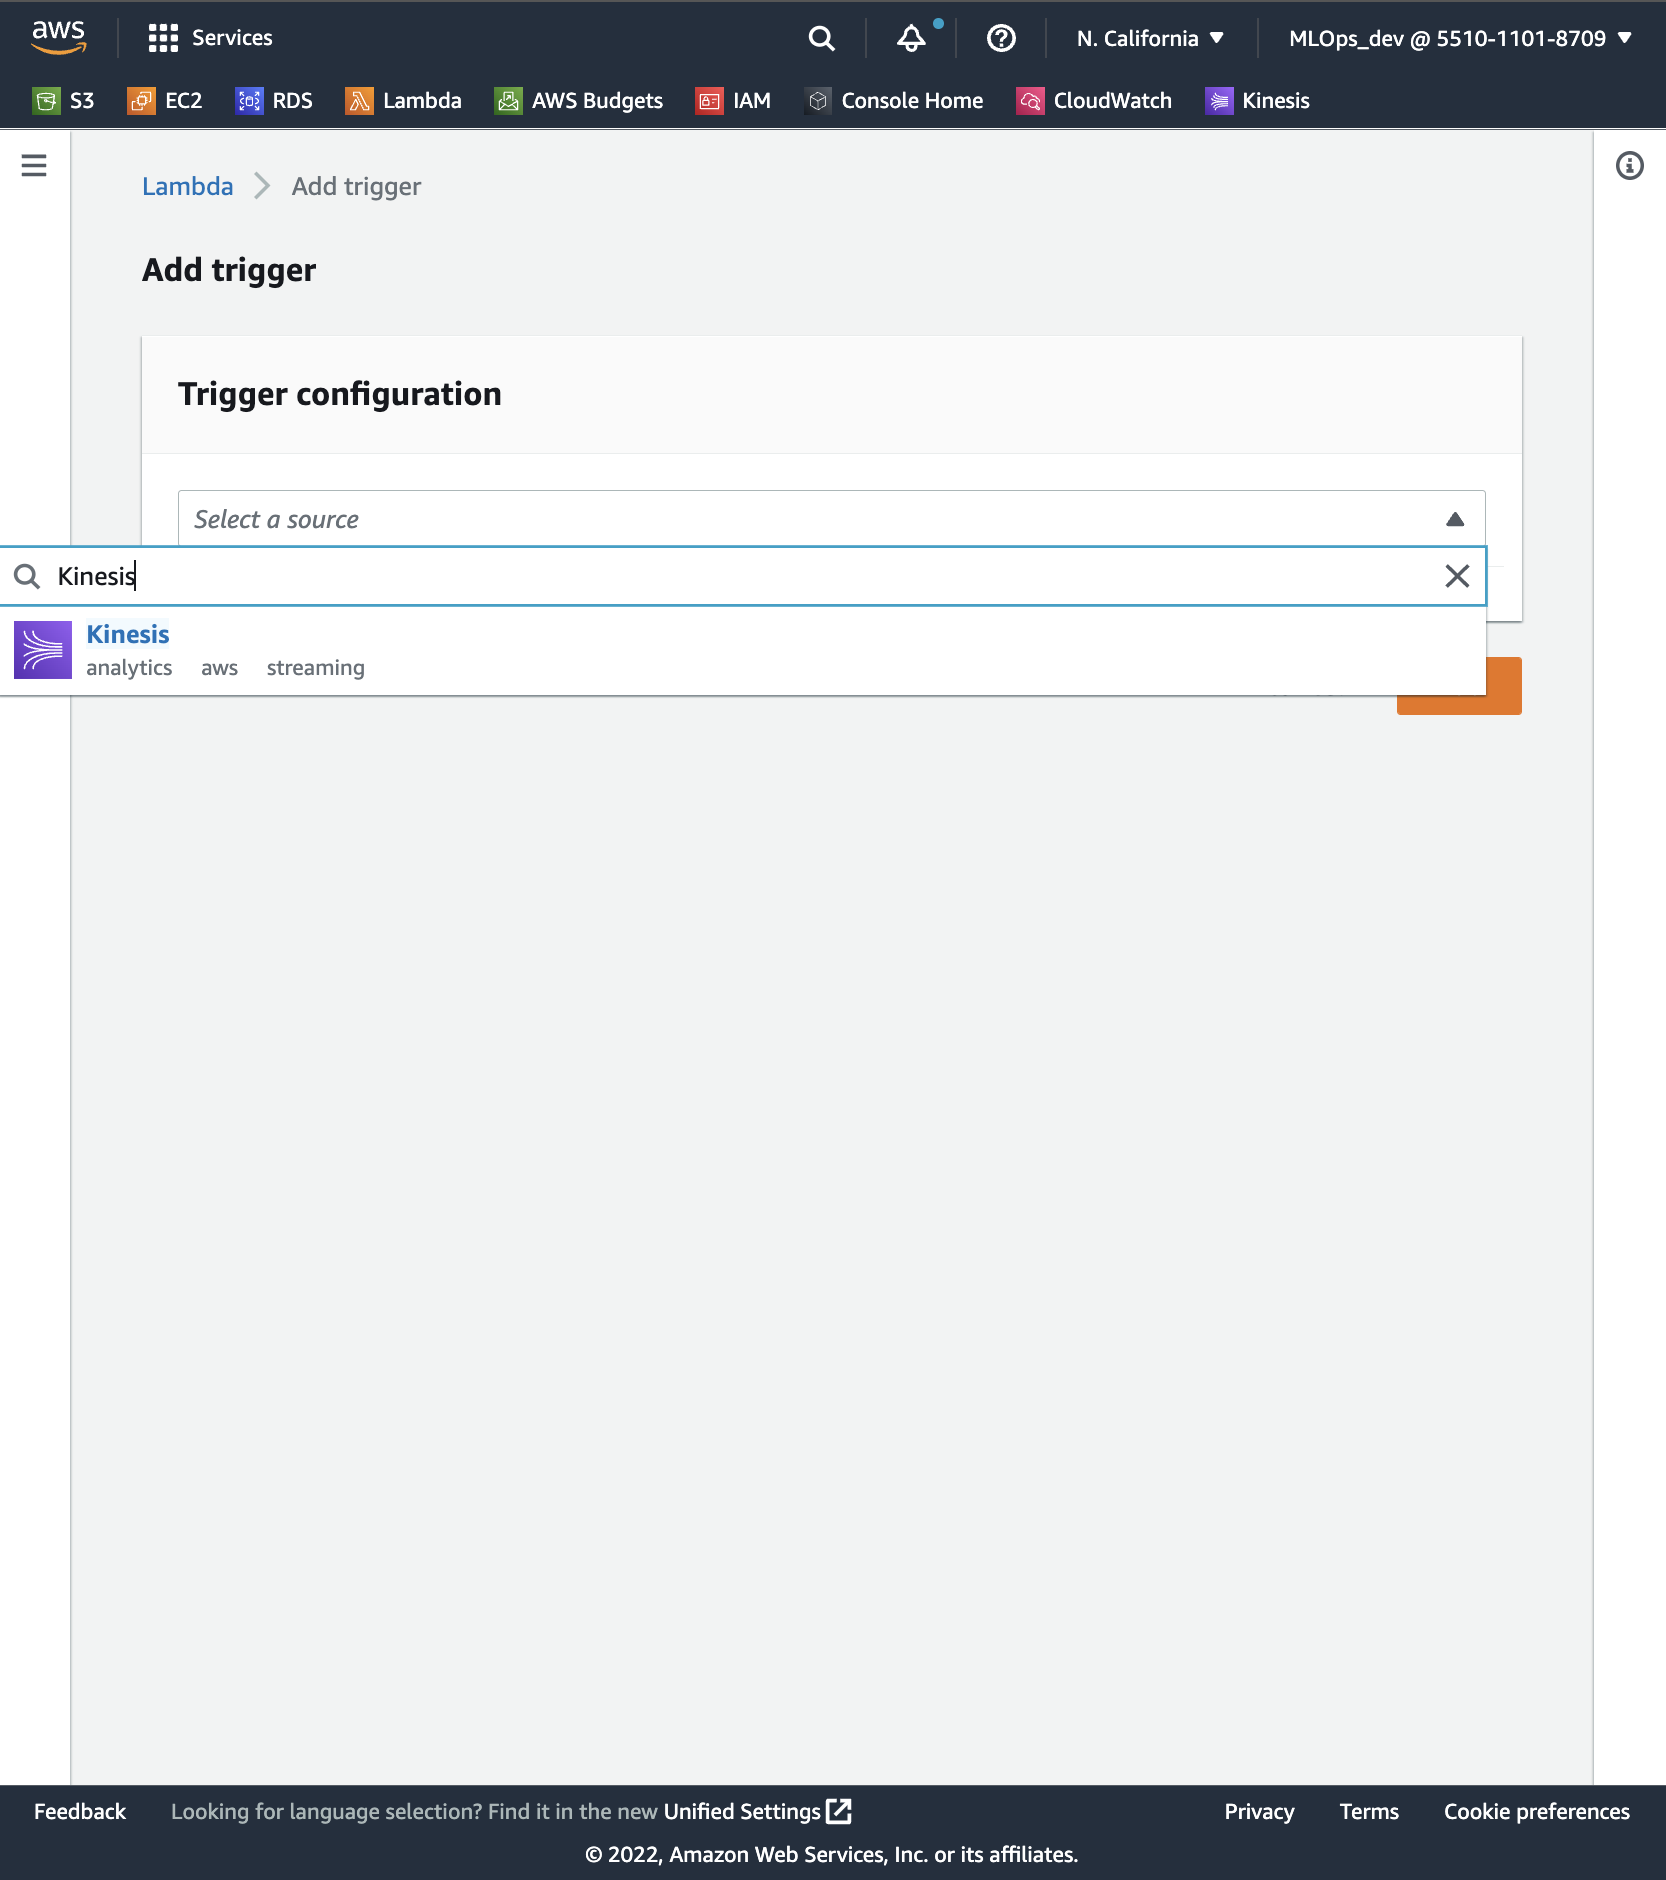 aws Services N. California MLOps_dev @ 5510-1101-8709
S3 EC2 RDS Lambda AWS Budgets IAM Console Home CloudWatch Kinesis
Lambda Add trigger
Add trigger
Trigger configuration
Select a source
Kinesis
Kinesis
analytics aws streaming
Feedback Looking for language selection? Find it in the new Unified Settings Privacy Terms Cookie preferences
© 2022, Amazon Web Services, Inc. or its affiliates.